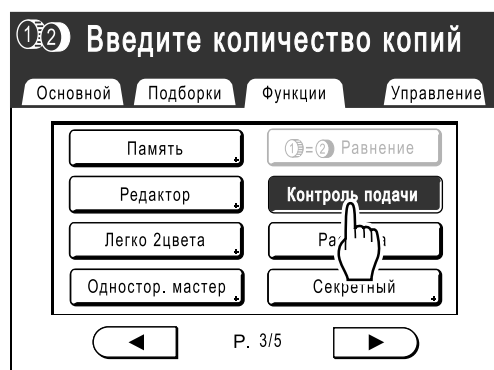 ①② Введите количество копий
Основной Подборки Функции Управление
Память ①=② Равнение
Редактор Контроль подачи
Легко 2цвета
Одностор. мастер Секретный
P. 3/5